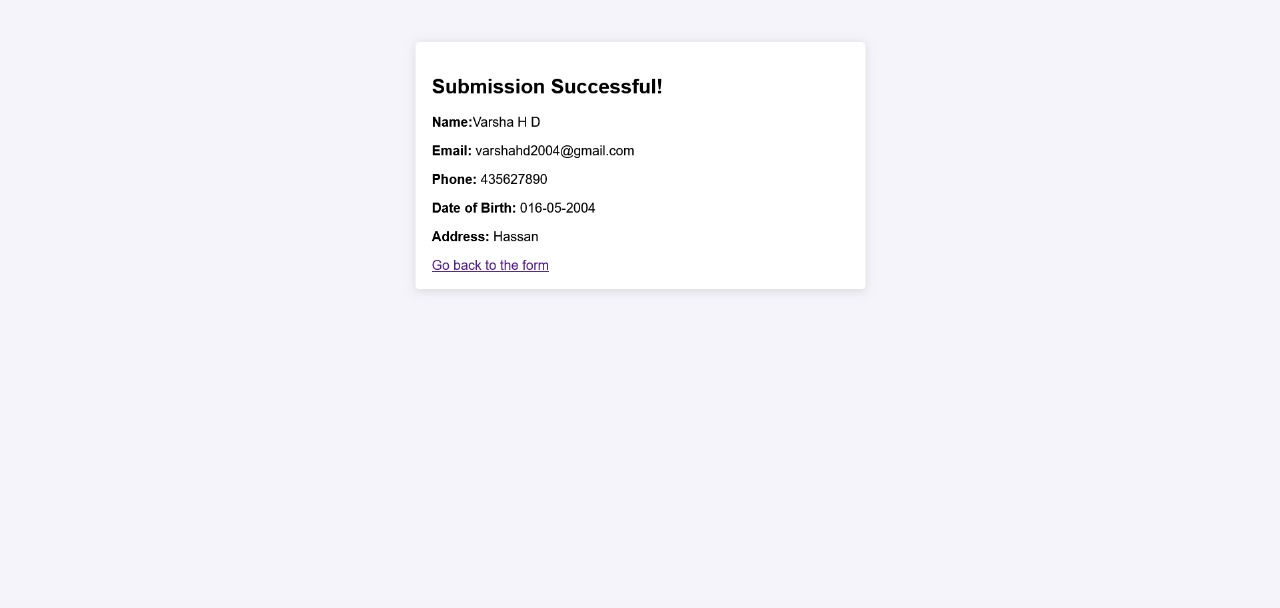 Submission Successful!
Name:Varsha H D
Email: varshahd2004@gmail.com
Phone: 435627890
Date of Birth: 016-05-2004
Address: Hassan
Go back to the form